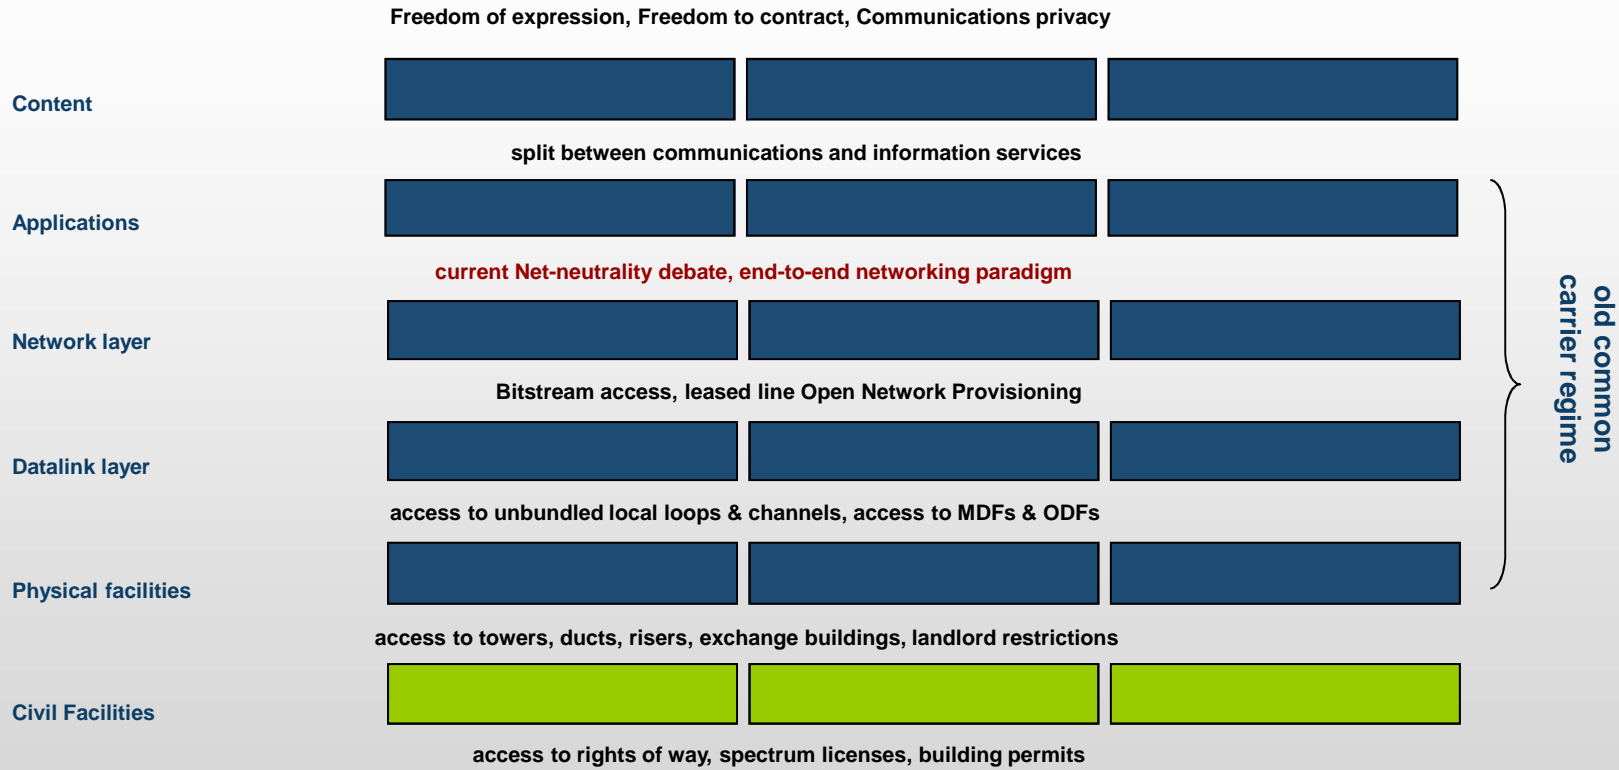 Freedom of expression, Freedom to contract, Communications privacy
Content
split between communications and information services
Applications
current Net-neutrality debate, end-to-end networking paradigm
Network layer
Bitstream access, leased line Open Network Provisioning
Datalink layer
access to unbundled local loops & channels, access to MDFs & ODFs
Physical facilities
access to towers, ducts, risers, exchange buildings, landlord restrictions
Civil Facilities
access to rights of way, spectrum licenses, building permits
old common
carrier regime